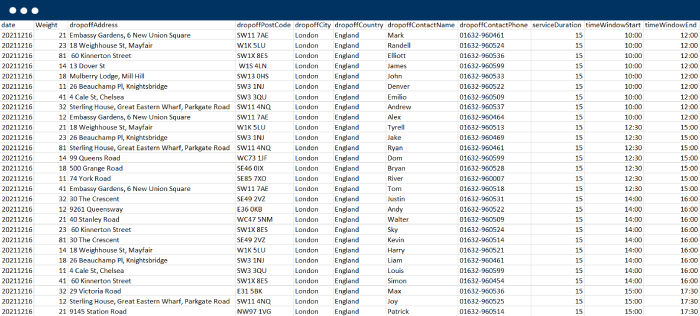 date Weight dropoffAddress dropoffPostCode dropoffCity dropoffCountry dropoffContactName dropoffContactPhone serviceDuration timeWindowStart timeWindowEnd
20211216 21 Embassy Gardens, 6 New Union Square SW11 7AE London England Mark 01632-960461 15 10:00 12:00
20211216 23 18 Weighhouse St, Mayfair W1K 5LU London England Randell 01632-960524 15 10:00 12:00
20211216 81 60 Kinnerton Street SW1X 8ES London England Elliott 01632-960536 15 10:00 12:00
20211216 14 13 Dover St W1S 4LN London England James 01632-960599 15 10:00 12:00
20211216 18 Mulberry Lodge, Mill Hill SW13 0HS London England John 01632-960533 15 10:00 12:00
20211216 11 26 Beauchamp Pl, Knightsbridge SW3 1NJ London England Denver 01632-960522 15 10:00 12:00
20211216 41 4 Cale St, Chelsea SW3 3QU London England Emilio 01632-960509 15 10:00 12:00
20211216 32 Sterling House, Great Eastern Wharf, Parkgate Road SW11 4NQ London England Andrew 01632-960537 15 10:00 12:00
20211216 12 Embassy Gardens, 6 New Union Square SW11 7AE London England Alex 01632-960464 15 10:00 12:00
20211216 21 18 Weighhouse St, Mayfair W1K 5LU London England Tyrell 01632-960513 15 12:30 15:00
20211216 23 26 Beauchamp Pl, Knightsbridge SW3 1NJ London England Jake 01632-960469 15 12:30 15:00
20211216 81 Sterling House, Great Eastern Wharf, Parkgate Road SW11 4NQ London England Ryan 01632-960461 15 12:30 15:00
20211216 14 99 Queens Road WC73 1JF London England Dom 01632-960599 15 12:30 15:00
20211216 18 500 Grange Road SE46 0IX London England Bryan 01632-960528 15 12:30 15:00
20211216 11 74 York Road SE85 7XO London England River 01632-960507 15 12:30 15:00
20211216 41 Embassy Gardens, 6 New Union Square SW11 7AE London England Tom 01632-960518 15 12:30 15:00
20211216 32 30 The Crescent SE49 2VZ London England Justin 01632-960531 15 14:00 16:00
20211216 12 9261 Queensway E36 0KB London England Andy 01632-960522 15 14:00 16:00
20211216 21 40 Stanley Road WC47 5NM London England Walter 01632-960509 15 14:00 16:00
20211216 23 60 Kinnerton Street SW1X 8ES London England Sky 01632-960524 15 14:00 16:00
20211216 81 30 The Crescent SE49 2VZ London England Kevin 01632-960514 15 14:00 16:00
20211216 14 18 Weighhouse St, Mayfair W1K 5LU London England Harry 01632-960521 15 14:00 16:00
20211216 18 26 Beauchamp Pl, Knightsbridge SW3 1NJ London England Liam 01632-960461 15 14:00 16:00
20211216 11 4 Cale St, Chelsea SW3 3QU London England Louis 01632-960599 15 14:00 16:00
20211216 41 60 Kinnerton Street SW1X 8ES London England Simon 01632-960454 15 14:00 16:00
20211216 32 29 Victoria Road E31 5BK London England Max 01632-960536 15 15:00 17:30
20211216 12 Sterling House, Great Eastern Wharf, Parkgate Road SW11 4NQ London England Joy 01632-960525 15 15:00 17:30
20211216 21 9145 Station Road NW97 1VG London England Patrick 01632-960514 15 15:00 17:30